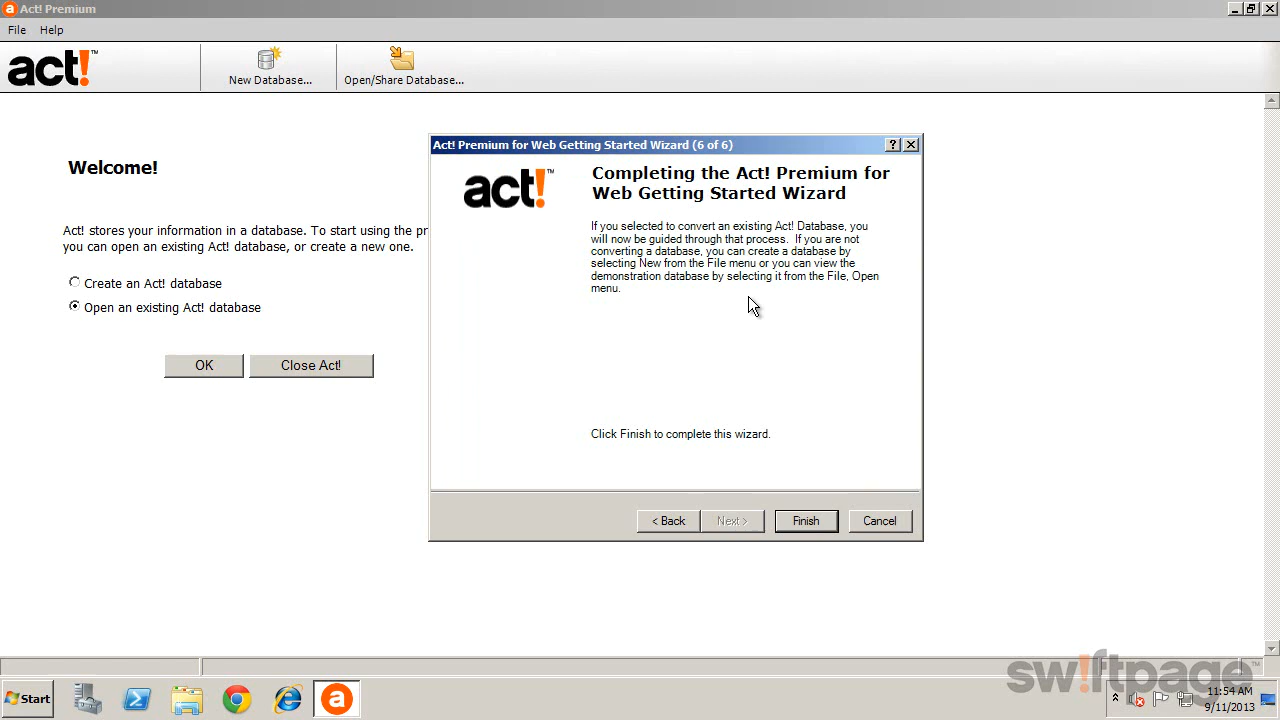 Act! Premium
File Help
act!™
New Database...
Open/Share Database...
Welcome!
Act! stores your information in a database. To start using the pr
you can open an existing Act! database, or create a new one.
Create an Act! database
Open an existing Act! database
OK
Close Act!
Act! Premium for Web Getting Started Wizard (6 of 6)
act!™
Completing the Act! Premium for
Web Getting Started Wizard
If you selected to convert an existing Act! Database, you
will now be guided through that process. If you are not
converting a database, you can create a database by
selecting New from the File menu or you can view the
demonstration database by selecting it from the File, Open
menu.
Click Finish to complete this wizard.
< Back
Next >
Finish
Cancel
sw!ftpage
Start
11:54 AM
9/11/2013